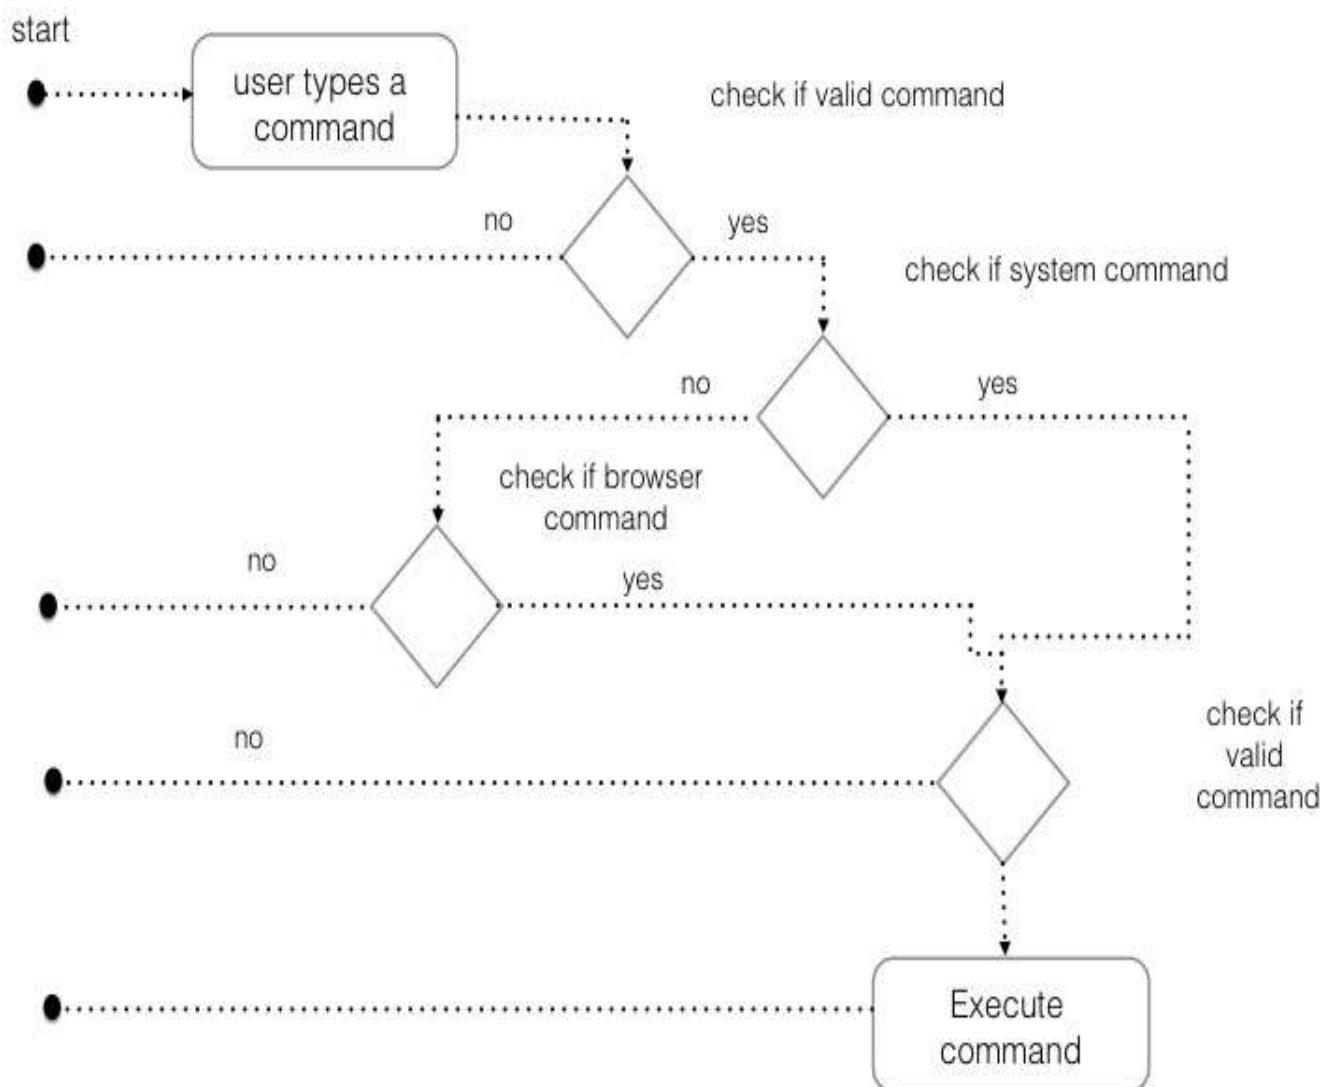 start
user types a
command
check if valid command
no
yes
check if system command
no
yes
check if browser
command
no
yes
no
check if
valid
command
Execute
command